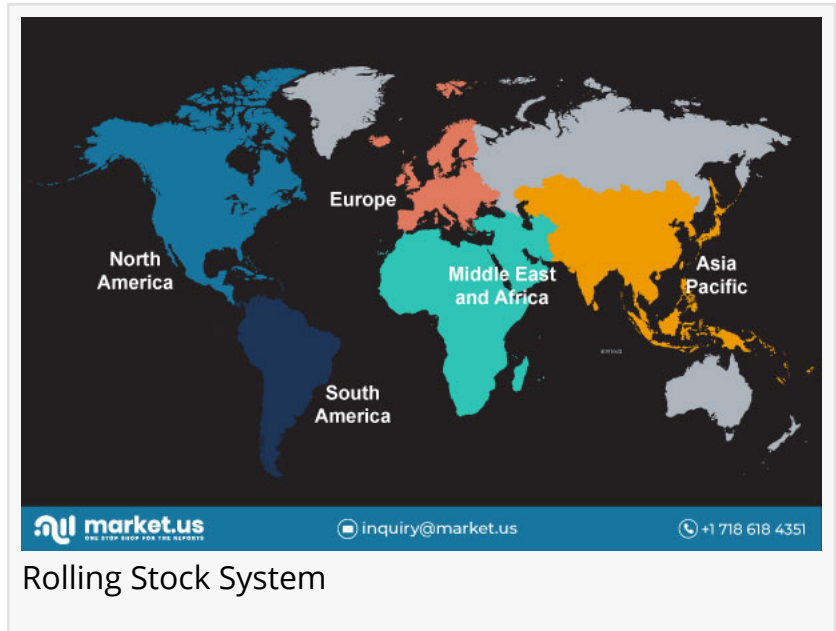 Europe
North
America
Middle East
and Africa
Asia
Pacific
South
America
market.us
ONE STOP SHOP FOR THE REPORTS
inquiry@market.us
+1 718 618 4351
Rolling Stock System